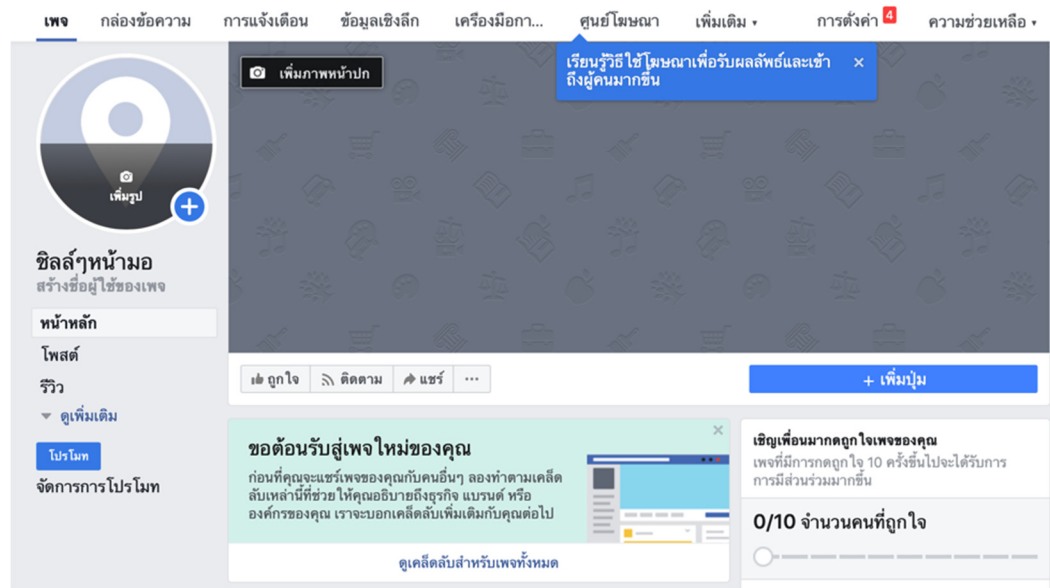 เพจ กล่องข้อความ การแจ้งเตือน ข้อมูลเชิงลึก เครื่องมือกา... ศูนย์โฆษณา เพิ่มเติม การตั้งค่า 4 ความช่วยเหลือ
เรียนรู้วิธีใช้โฆษณาเพื่อรับผลลัพธ์และเข้า
ถึงผู้คนมากขึ้น
เพิ่มภาพหน้าปก
เพิ่มรูป
ชิลล์ๆหน้ามอ
สร้างชื่อผู้ใช้ของเพจ
หน้าหลัก
โพสต์
รีวิว
ดูเพิ่มเติม
โปรโมท
จัดการการโปรโมท
ถูกใจ ติดตาม แชร์ ... + เพิ่มปุ่ม
ขอต้อนรับสู่เพจใหม่ของคุณ
ก่อนที่คุณจะแชร์เพจของคุณกับคนอื่นๆ ลองทำตามเคล็ด
ลับเหล่านี้ที่ช่วยให้คุณอธิบายถึงธุรกิจ แบรนด์ หรือ
องค์กรของคุณ เราจะบอกเคล็ดลับเพิ่มเติมกับคุณต่อไป
ดูเคล็ดลับสำหรับเพจทั้งหมด
เชิญเพื่อนมากดถูกใจเพจของคุณ
เพจที่มีการกดถูกใจ 10 ครั้งขึ้นไปจะได้รับการ
การมีส่วนร่วมมากขึ้น
0/10 จำนวนคนที่ถูกใจ